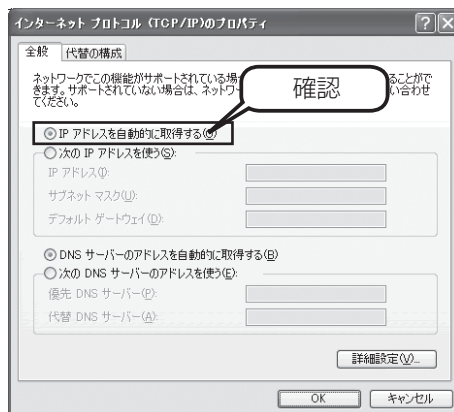 インターネット プロトコル (TCP/IP)のプロパティ
全般
代替の構成
ネットワークでこの機能がサポートされている場
ることがで
きます。サポートされていない場合は、ネットワー
い合わせ
てください。
確認
IP アドレスを自動的に取得する(O)
次の IP アドレスを使う(S):
IP アドレス(I):
サブネット マスク(U):
デフォルト ゲートウェイ(D):
DNS サーバーのアドレスを自動的に取得する(B)
次の DNS サーバーのアドレスを使う(E):
優先 DNS サーバー(P):
代替 DNS サーバー(A):
詳細設定(V)...
OK
キャンセル